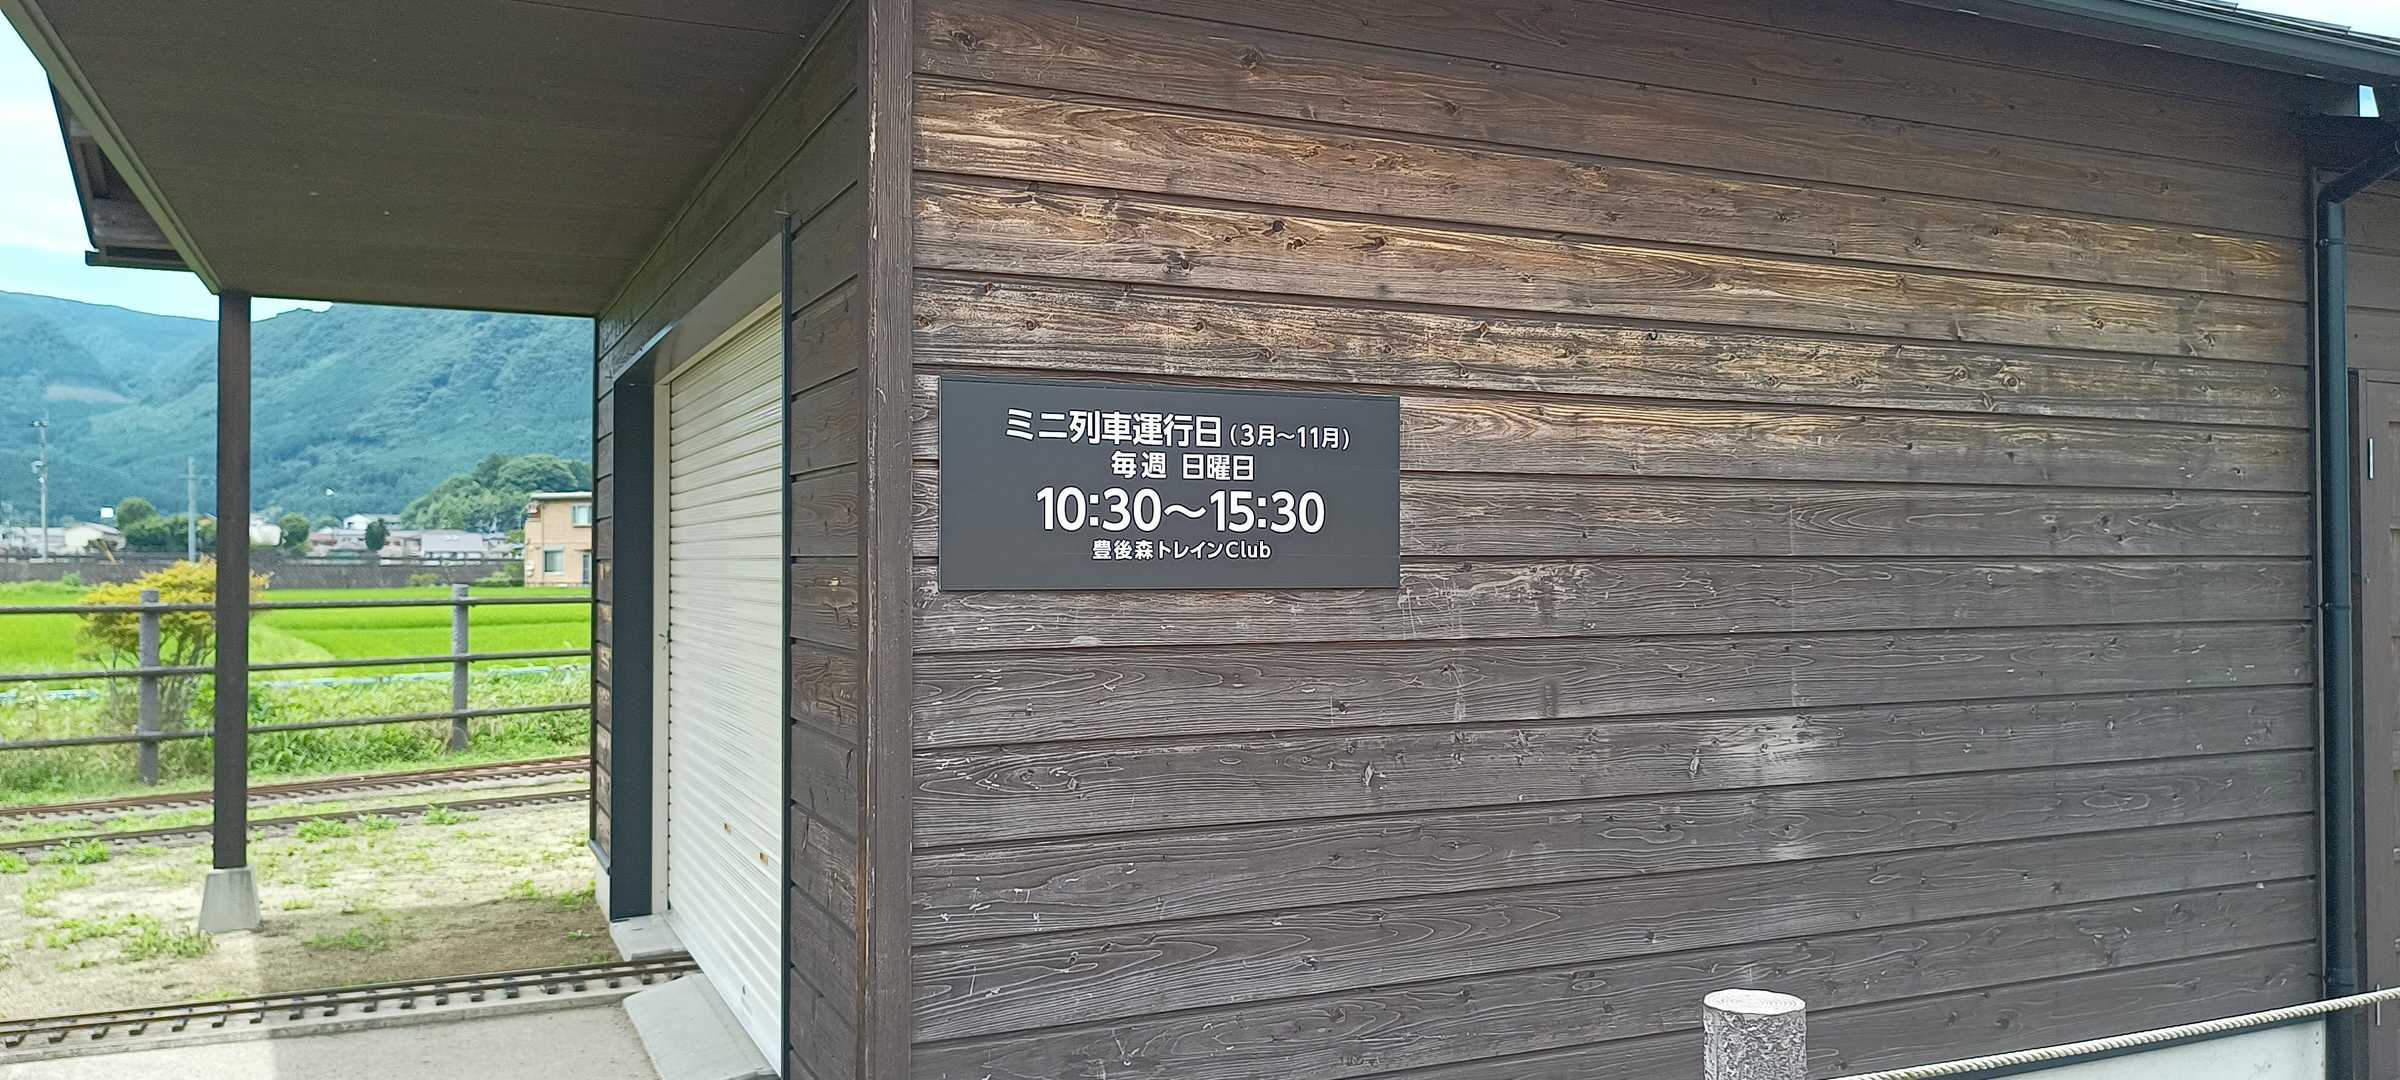 ミニ列車運行日(3月～11月)
毎週 日曜日
10:30～15:30
豊後森トレインClub